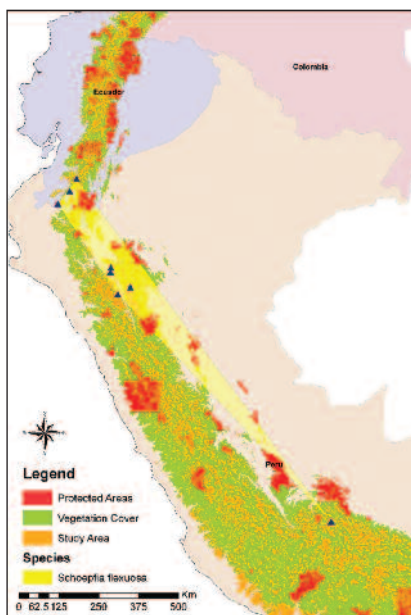 Colombia
Ecuador
Peru
Legend
Protected Areas
Vegetation Cover
Study Area
Species
Schoepfia flexuosa
Km
0 62.5 125 250 375 500